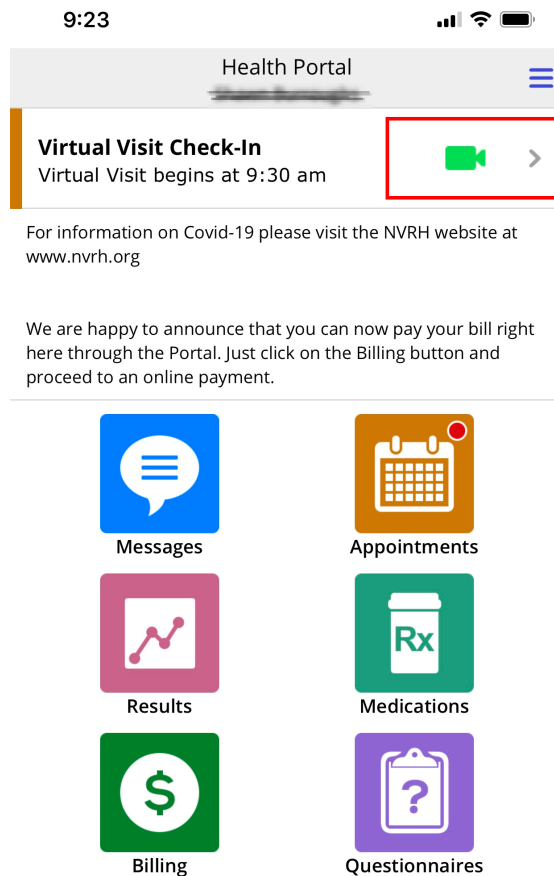 9:23
Health Portal
Virtual Visit Check-In
Virtual Visit begins at 9:30 am
For information on Covid-19 please visit the NVRH website at
www.nvrh.org
We are happy to announce that you can now pay your bill right
here through the Portal. Just click on the Billing button and
proceed to an online payment.
Messages
Appointments
Rx
Results
Medications
$
?
Billing
Questionnaires